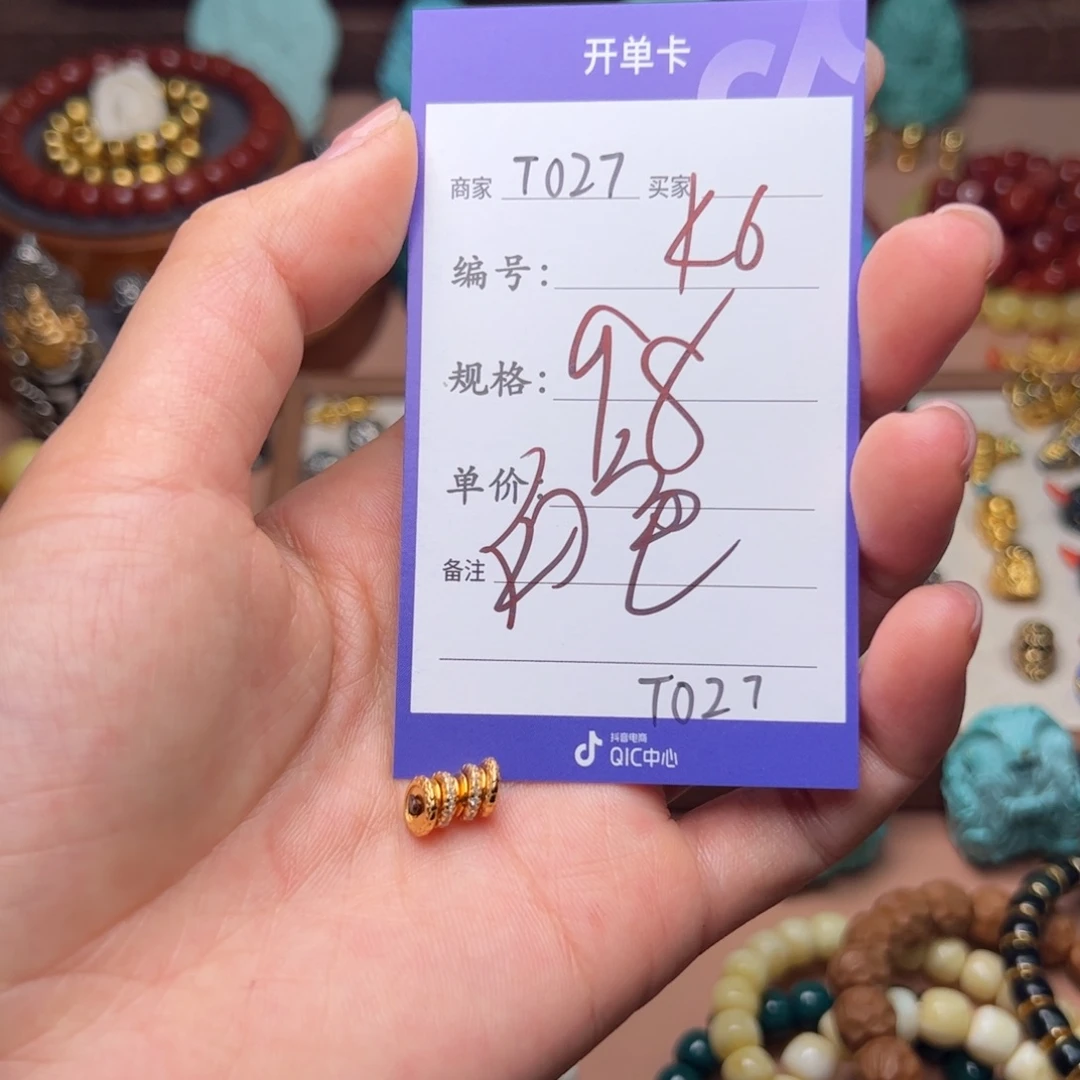 开单卡
商家 T027 买家
K6
编号：
规格： 98
单价：
备注
T027
抖音电商
QIC中心